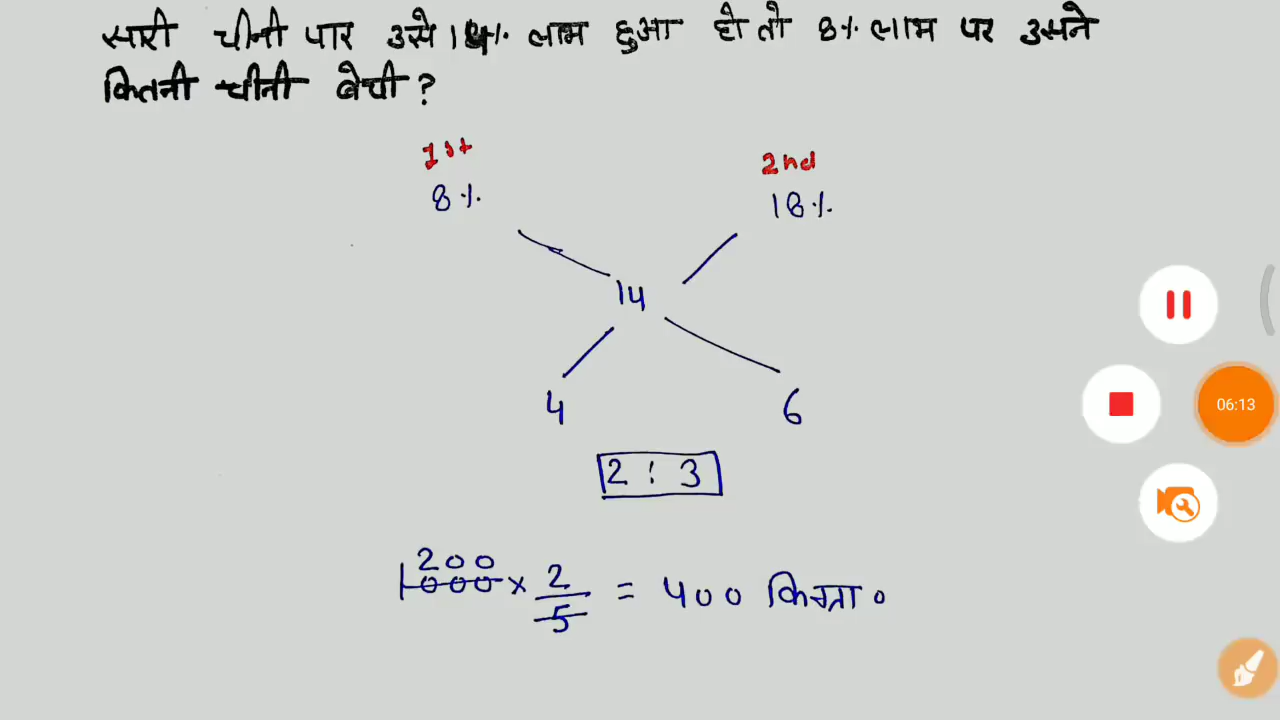 सारी चीनी पार उसे 14% लाभ हुआ हो तो 8% लाभ पर उसने
कितनी चीनी बेची?
1st 2nd
8% 18%
14
4 6
2 : 3
200
1000 × 2/5 = 400 किग्रा०
06:13